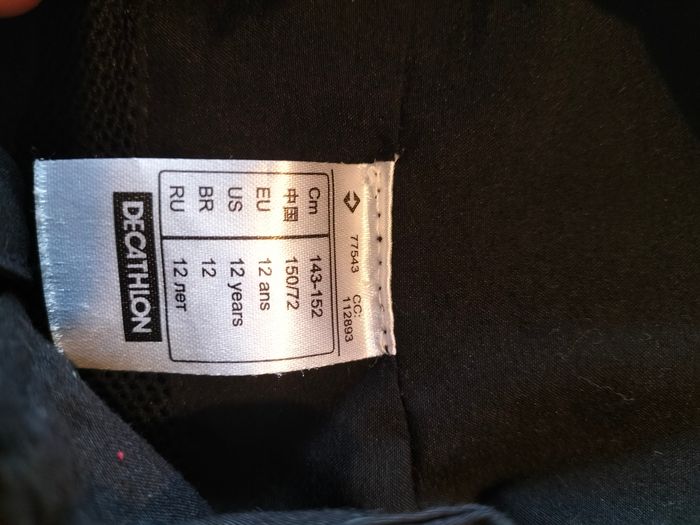 77543 CC:
112893
Cm 143-152
中国 150/72
EU 12 ans
US 12 years
BR 12
RU 12 лет
DECATHLON